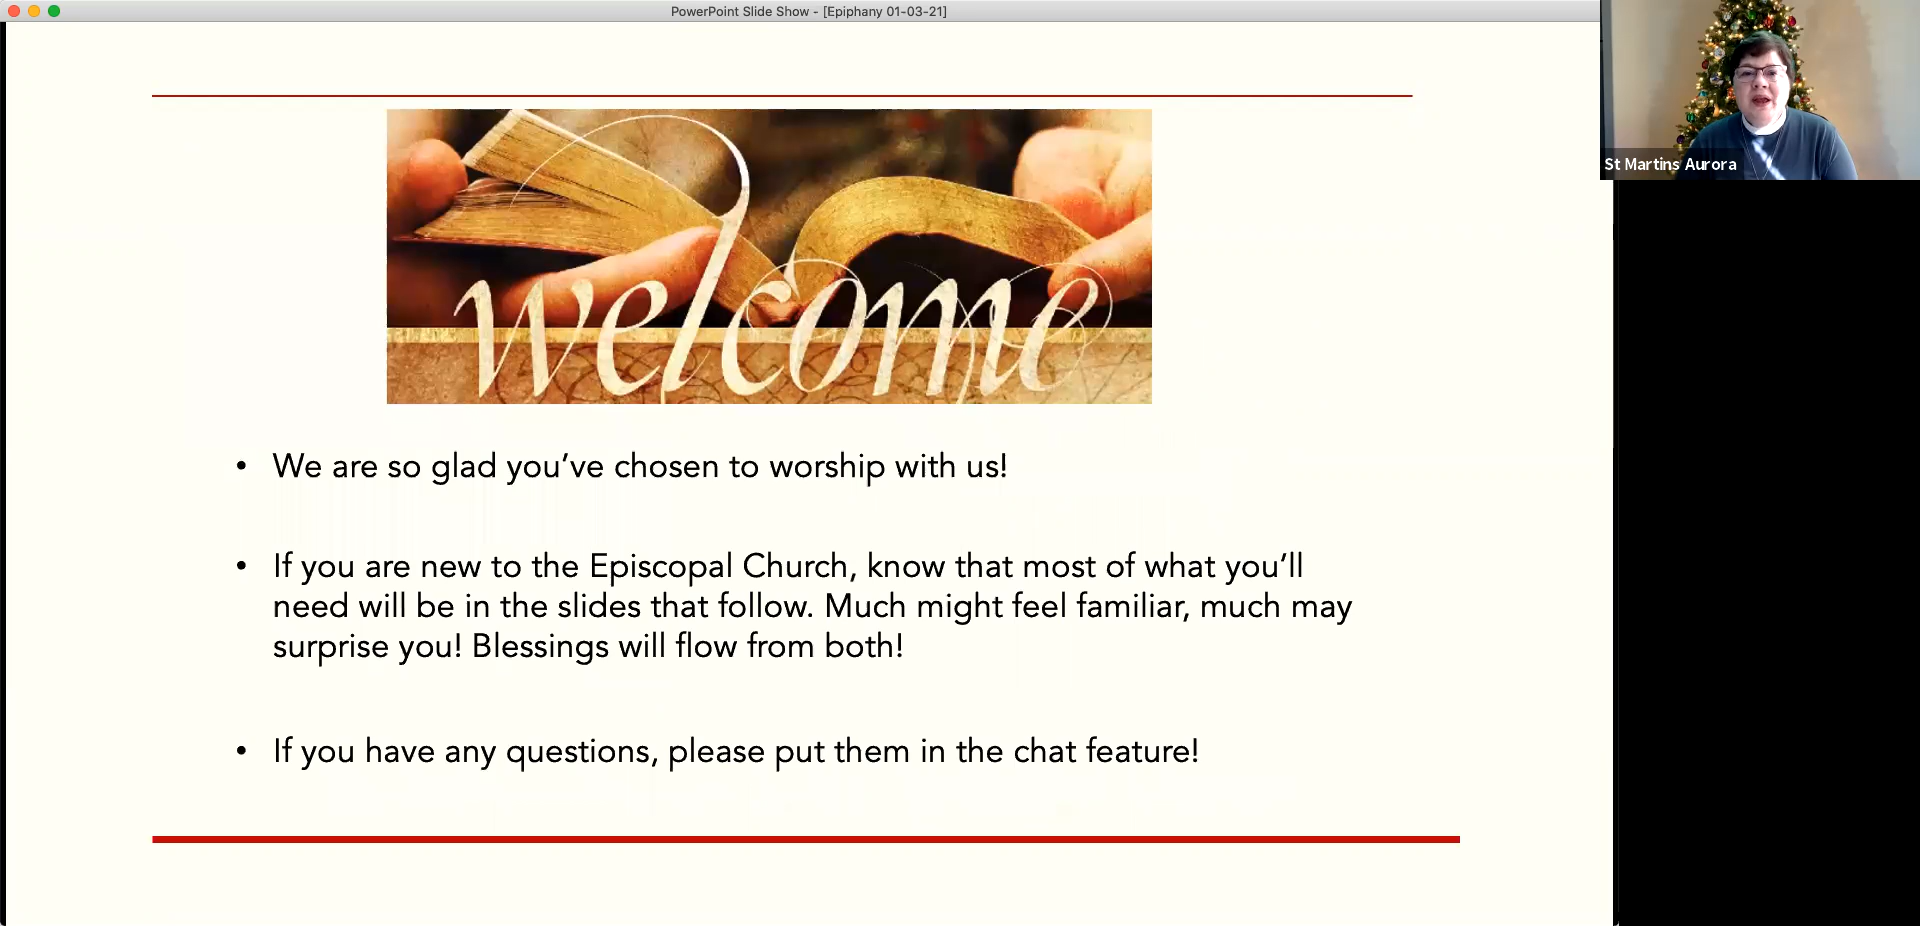 PowerPoint Slide Show - [Epiphany 01-03-21]
St Martins Aurora
welcome
• We are so glad you’ve chosen to worship with us!
• If you are new to the Episcopal Church, know that most of what you’ll
need will be in the slides that follow. Much might feel familiar, much may
surprise you! Blessings will flow from both!
• If you have any questions, please put them in the chat feature!